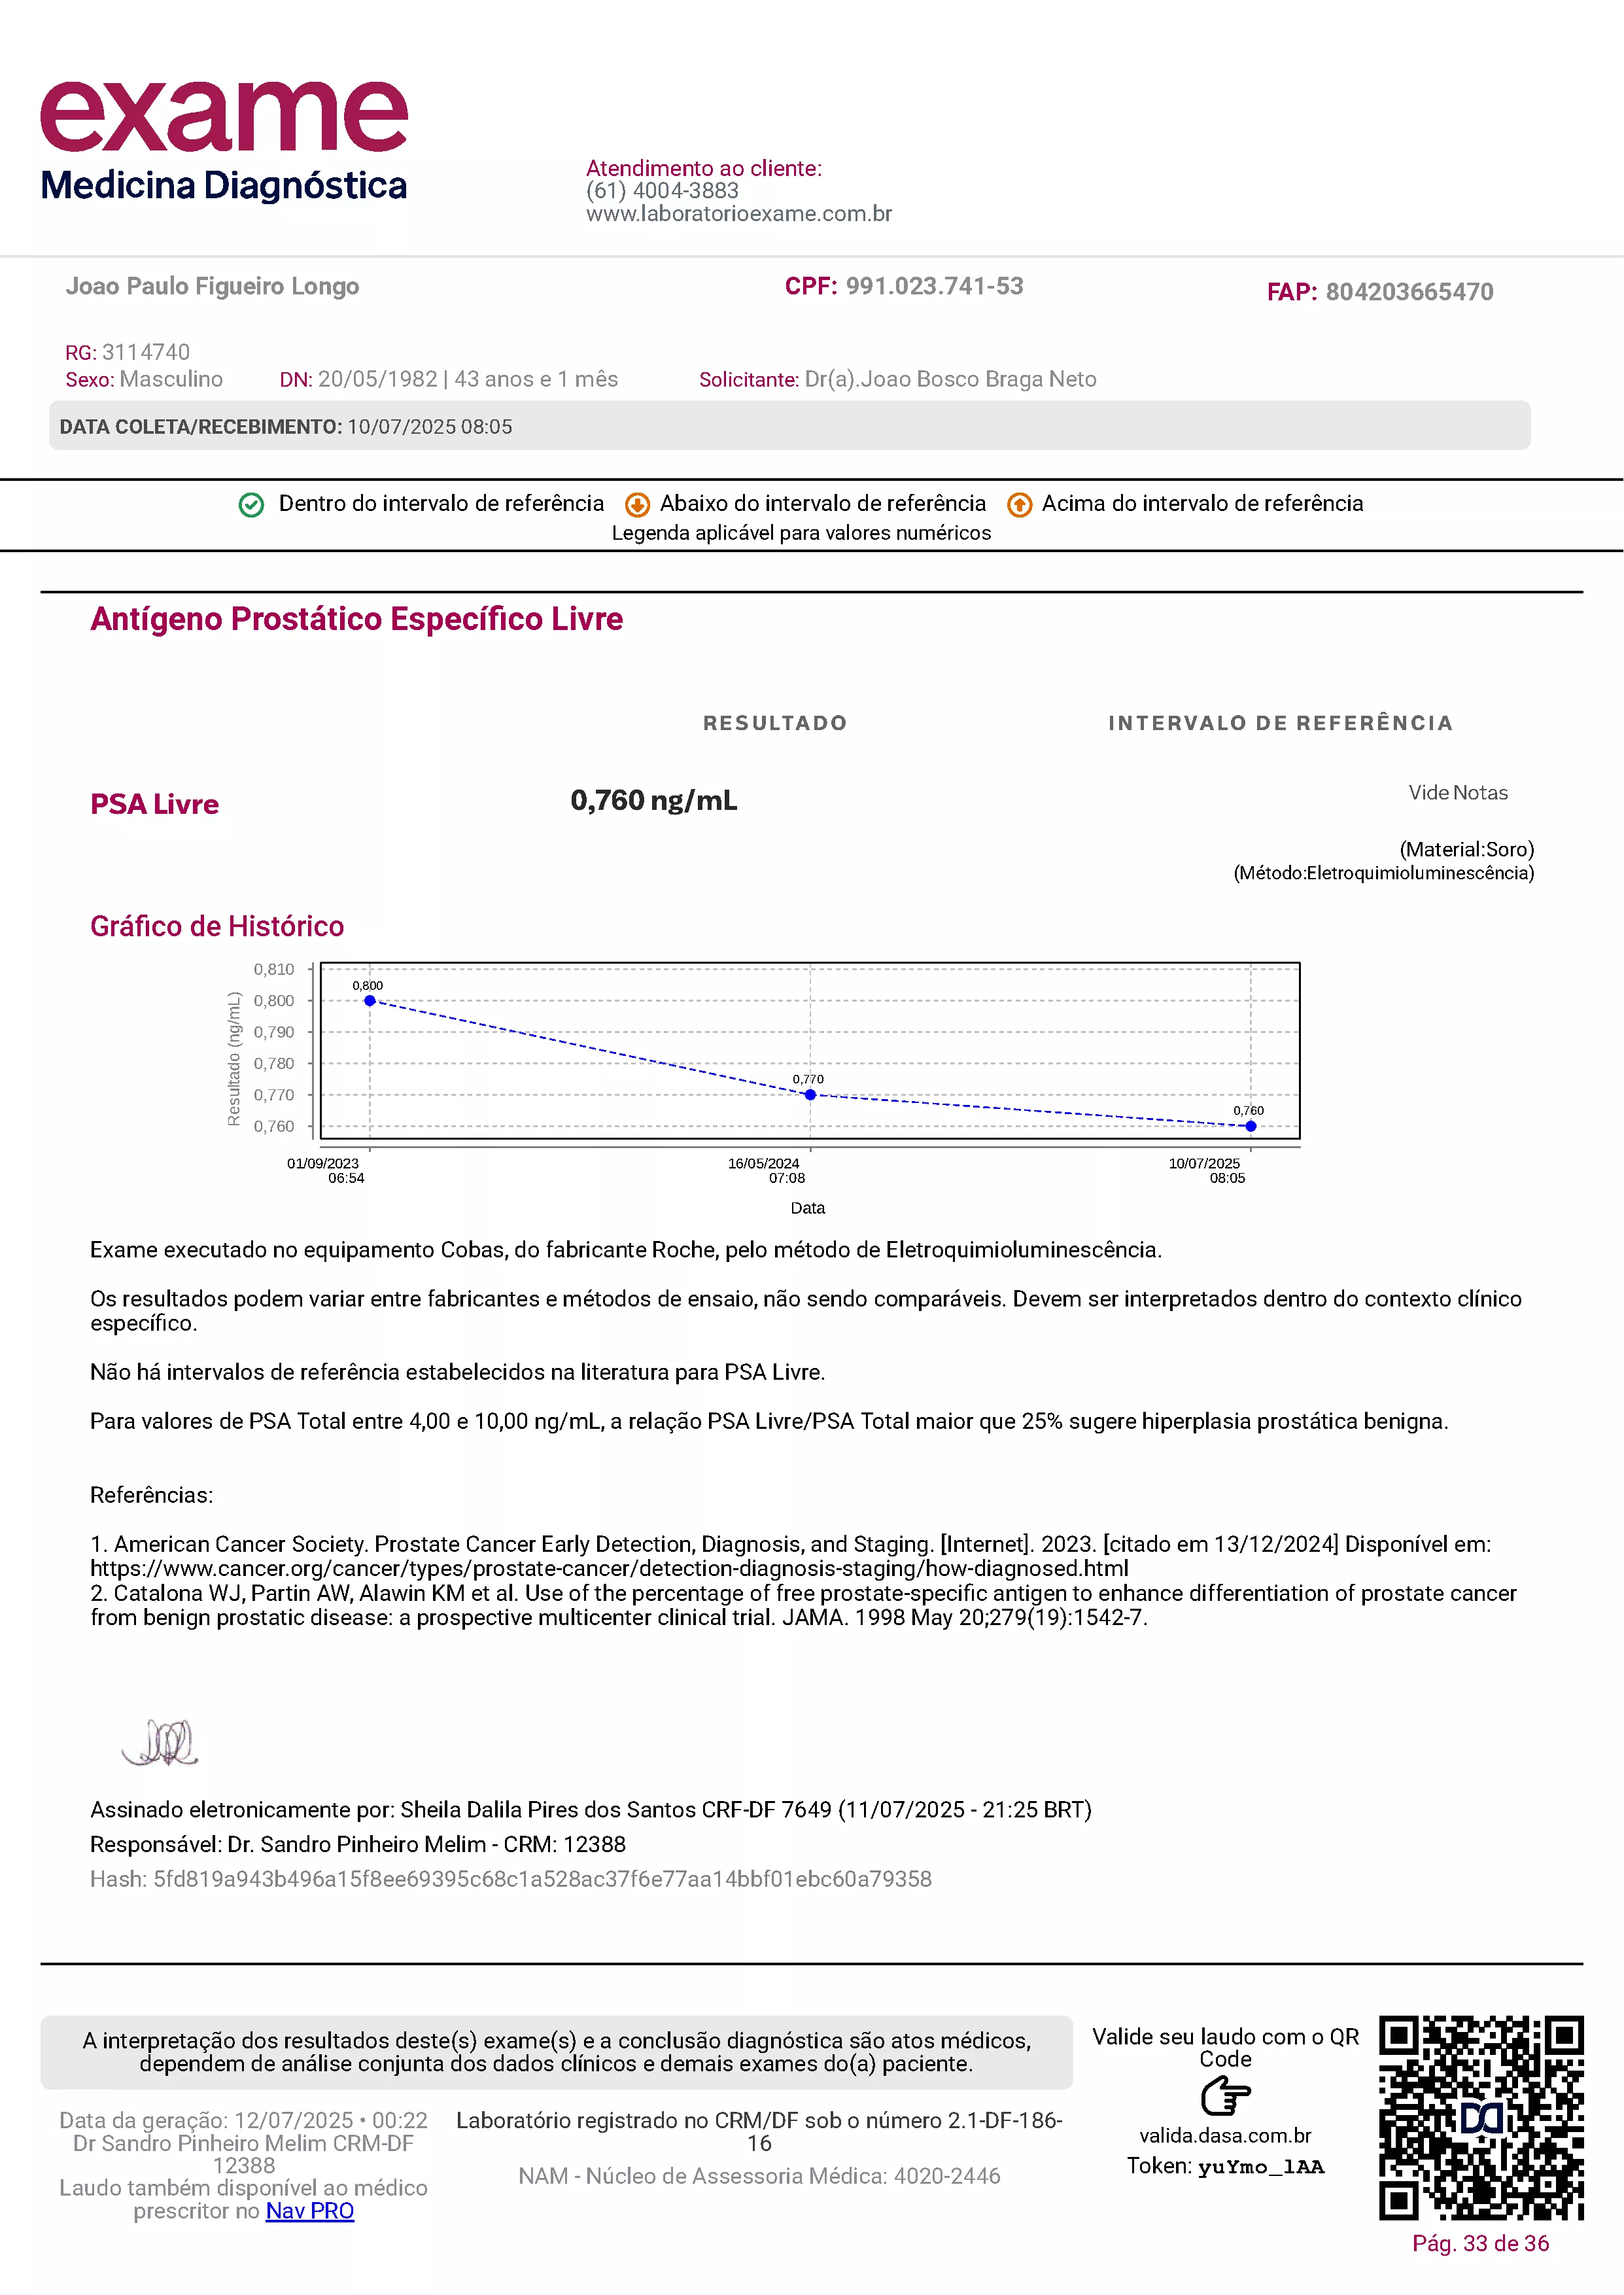 exame
Medicina Diagnóstica
Atendimento ao cliente:
(61) 4004-3883
www.laboratorioexame.com.br
Joao Paulo Figueiro Longo
CPF: 991.023.741-53
FAP: 804203665470
RG: 3114740
Sexo: Masculino DN: 20/05/1982 | 43 anos e 1 mês Solicitante: Dr(a).Joao Bosco Braga Neto
DATA COLETA/RECEBIMENTO: 10/07/2025 08:05
Dentro do intervalo de referência Abaixo do intervalo de referência Acima do intervalo de referência
Legenda aplicável para valores numéricos
Antígeno Prostático Específico Livre
RESULTADO INTERVALO DE REFERÊNCIA
PSA Livre 0,760 ng/mL Vide Notas
(Material:Soro)
(Método:Eletroquimioluminescência)
Gráfico de Histórico
Resultado (ng/mL)
0,810
0,800
0,790
0,780
0,770
0,760
0,800
0,770
0,760
01/09/2023
06:54
16/05/2024
07:08
10/07/2025
08:05
Data
Exame executado no equipamento Cobas, do fabricante Roche, pelo método de Eletroquimioluminescência.
Os resultados podem variar entre fabricantes e métodos de ensaio, não sendo comparáveis. Devem ser interpretados dentro do contexto clínico
específico.
Não há intervalos de referência estabelecidos na literatura para PSA Livre.
Para valores de PSA Total entre 4,00 e 10,00 ng/mL, a relação PSA Livre/PSA Total maior que 25% sugere hiperplasia prostática benigna.
Referências:
1. American Cancer Society. Prostate Cancer Early Detection, Diagnosis, and Staging. [Internet]. 2023. [citado em 13/12/2024] Disponível em:
https://www.cancer.org/cancer/types/prostate-cancer/detection-diagnosis-staging/how-diagnosed.html
2. Catalona WJ, Partin AW, Alawin KM et al. Use of the percentage of free prostate-specific antigen to enhance differentiation of prostate cancer
from benign prostatic disease: a prospective multicenter clinical trial. JAMA. 1998 May 20;279(19):1542-7.
Assinado eletronicamente por: Sheila Dalila Pires dos Santos CRF-DF 7649 (11/07/2025 - 21:25 BRT)
Responsável: Dr. Sandro Pinheiro Melim - CRM: 12388
Hash: 5fd819a943b496a15f8ee69395c68c1a528ac37f6e77aa14bbf01ebc60a79358
A interpretação dos resultados deste(s) exame(s) e a conclusão diagnóstica são atos médicos,
dependem de análise conjunta dos dados clínicos e demais exames do(a) paciente.
Data da geração: 12/07/2025 • 00:22
Dr Sandro Pinheiro Melim CRM-DF
12388
Laudo também disponível ao médico
prescritor no Nav PRO
Laboratório registrado no CRM/DF sob o número 2.1-DF-186-
16
NAM - Núcleo de Assessoria Médica: 4020-2446
Valide seu laudo com o QR
Code
valida.dasa.com.br
Token: yuYmo_lAA
Pág. 33 de 36